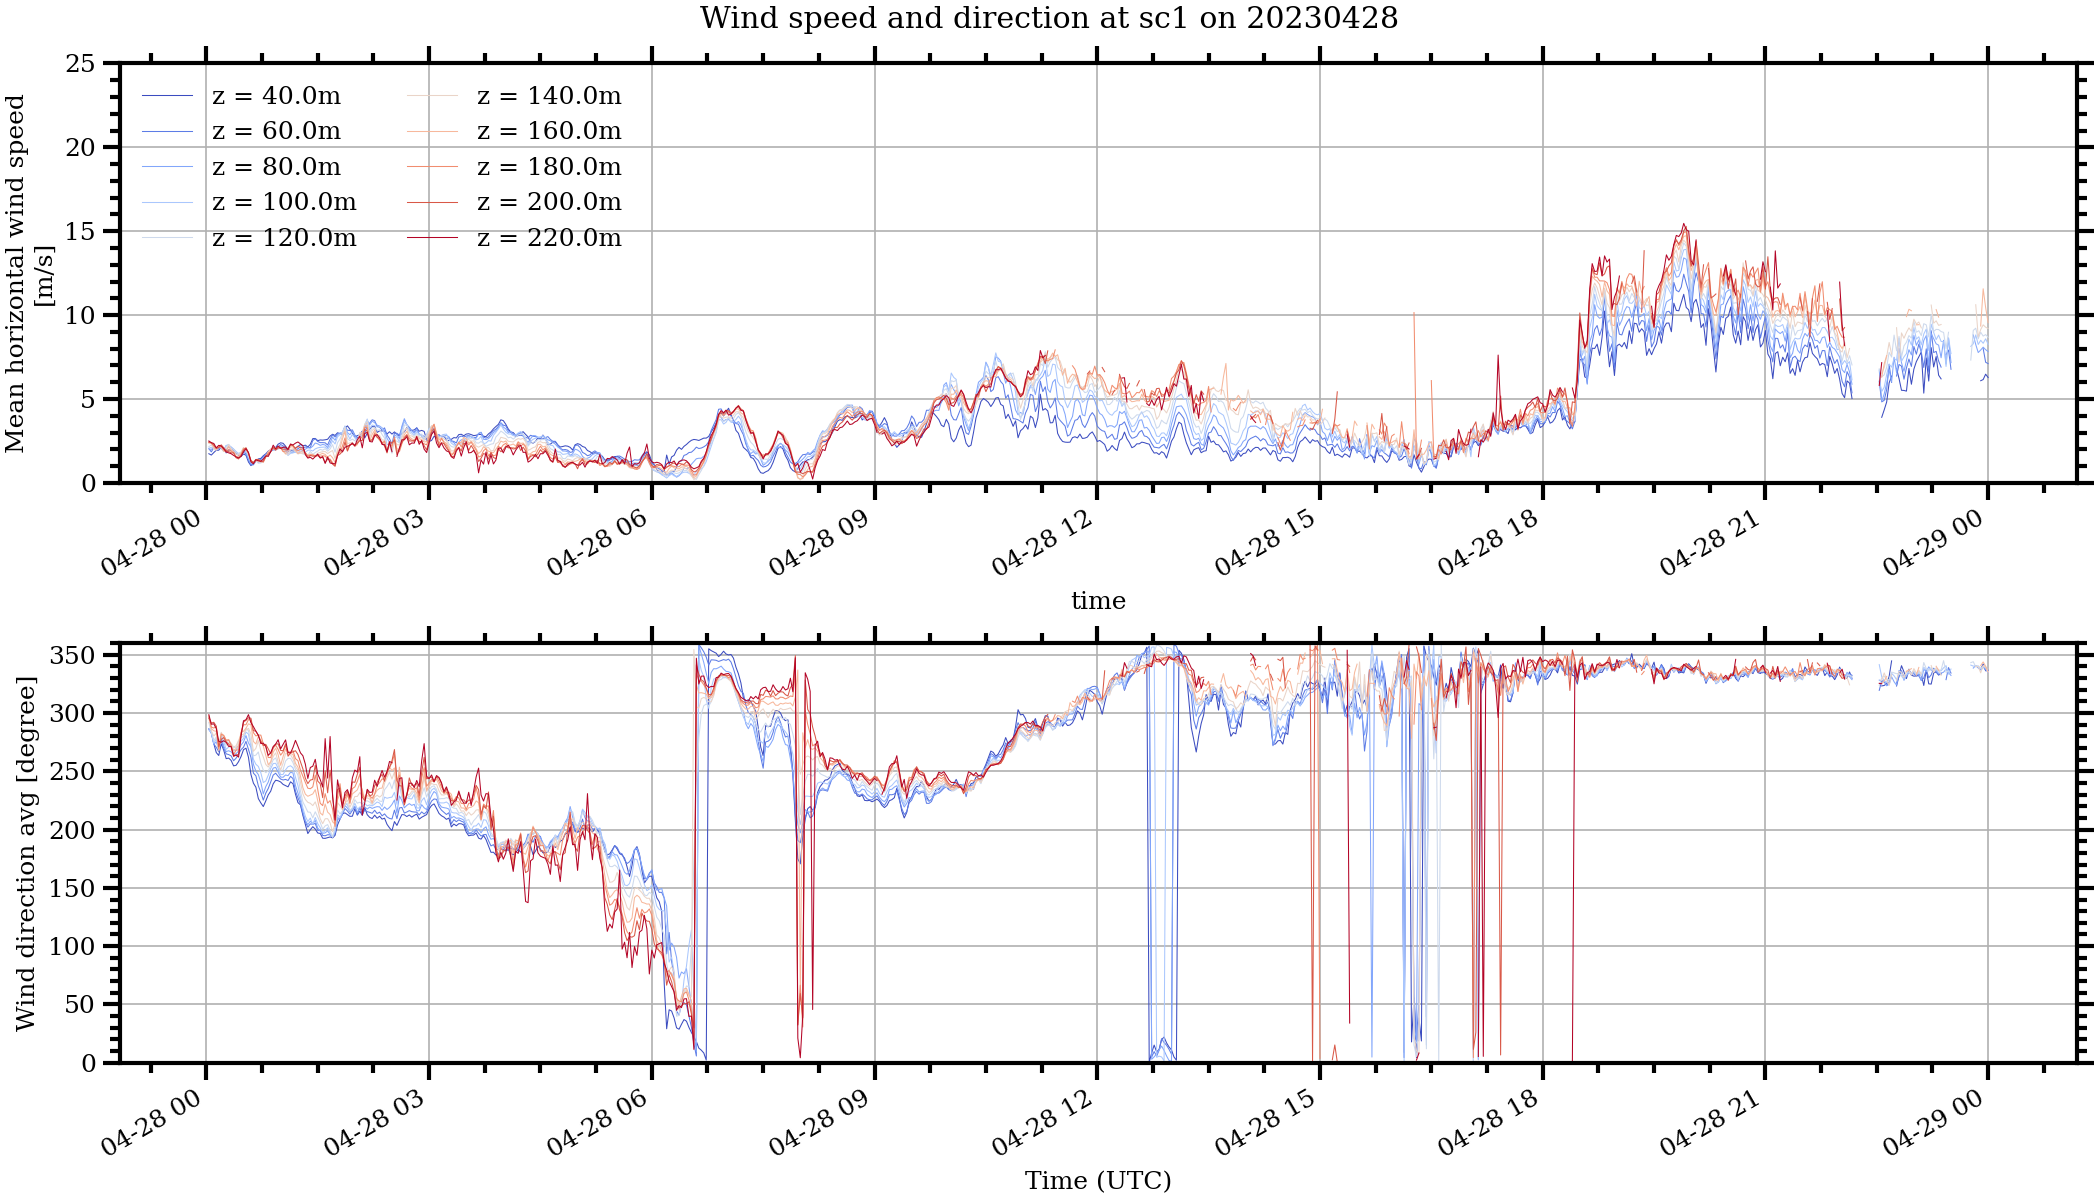 Wind speed and direction at sc1 on 20230428
Mean horizontal wind speed
[m/s]
25
20
15
10
5
0
z = 40.0m
z = 60.0m
z = 80.0m
z = 100.0m
z = 120.0m
z = 140.0m
z = 160.0m
z = 180.0m
z = 200.0m
z = 220.0m
04-28 00
04-28 03
04-28 06
04-28 09
04-28 12
04-28 15
04-28 18
04-28 21
04-29 00
time
Wind direction avg [degree]
350
300
250
200
150
100
50
0
04-28 00
04-28 03
04-28 06
04-28 09
04-28 12
04-28 15
04-28 18
04-28 21
04-29 00
Time (UTC)